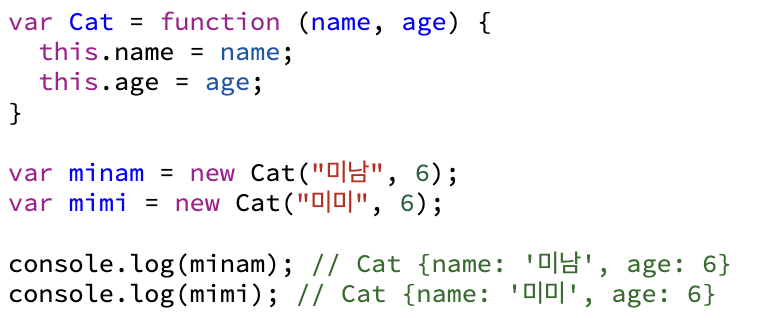 var Cat = function (name, age) {
  this.name = name;
  this.age = age;
}

var minam = new Cat("미남", 6);
var mimi = new Cat("미미", 6);

console.log(minam); // Cat {name: '미남', age: 6}
console.log(mimi); // Cat {name: '미미', age: 6}